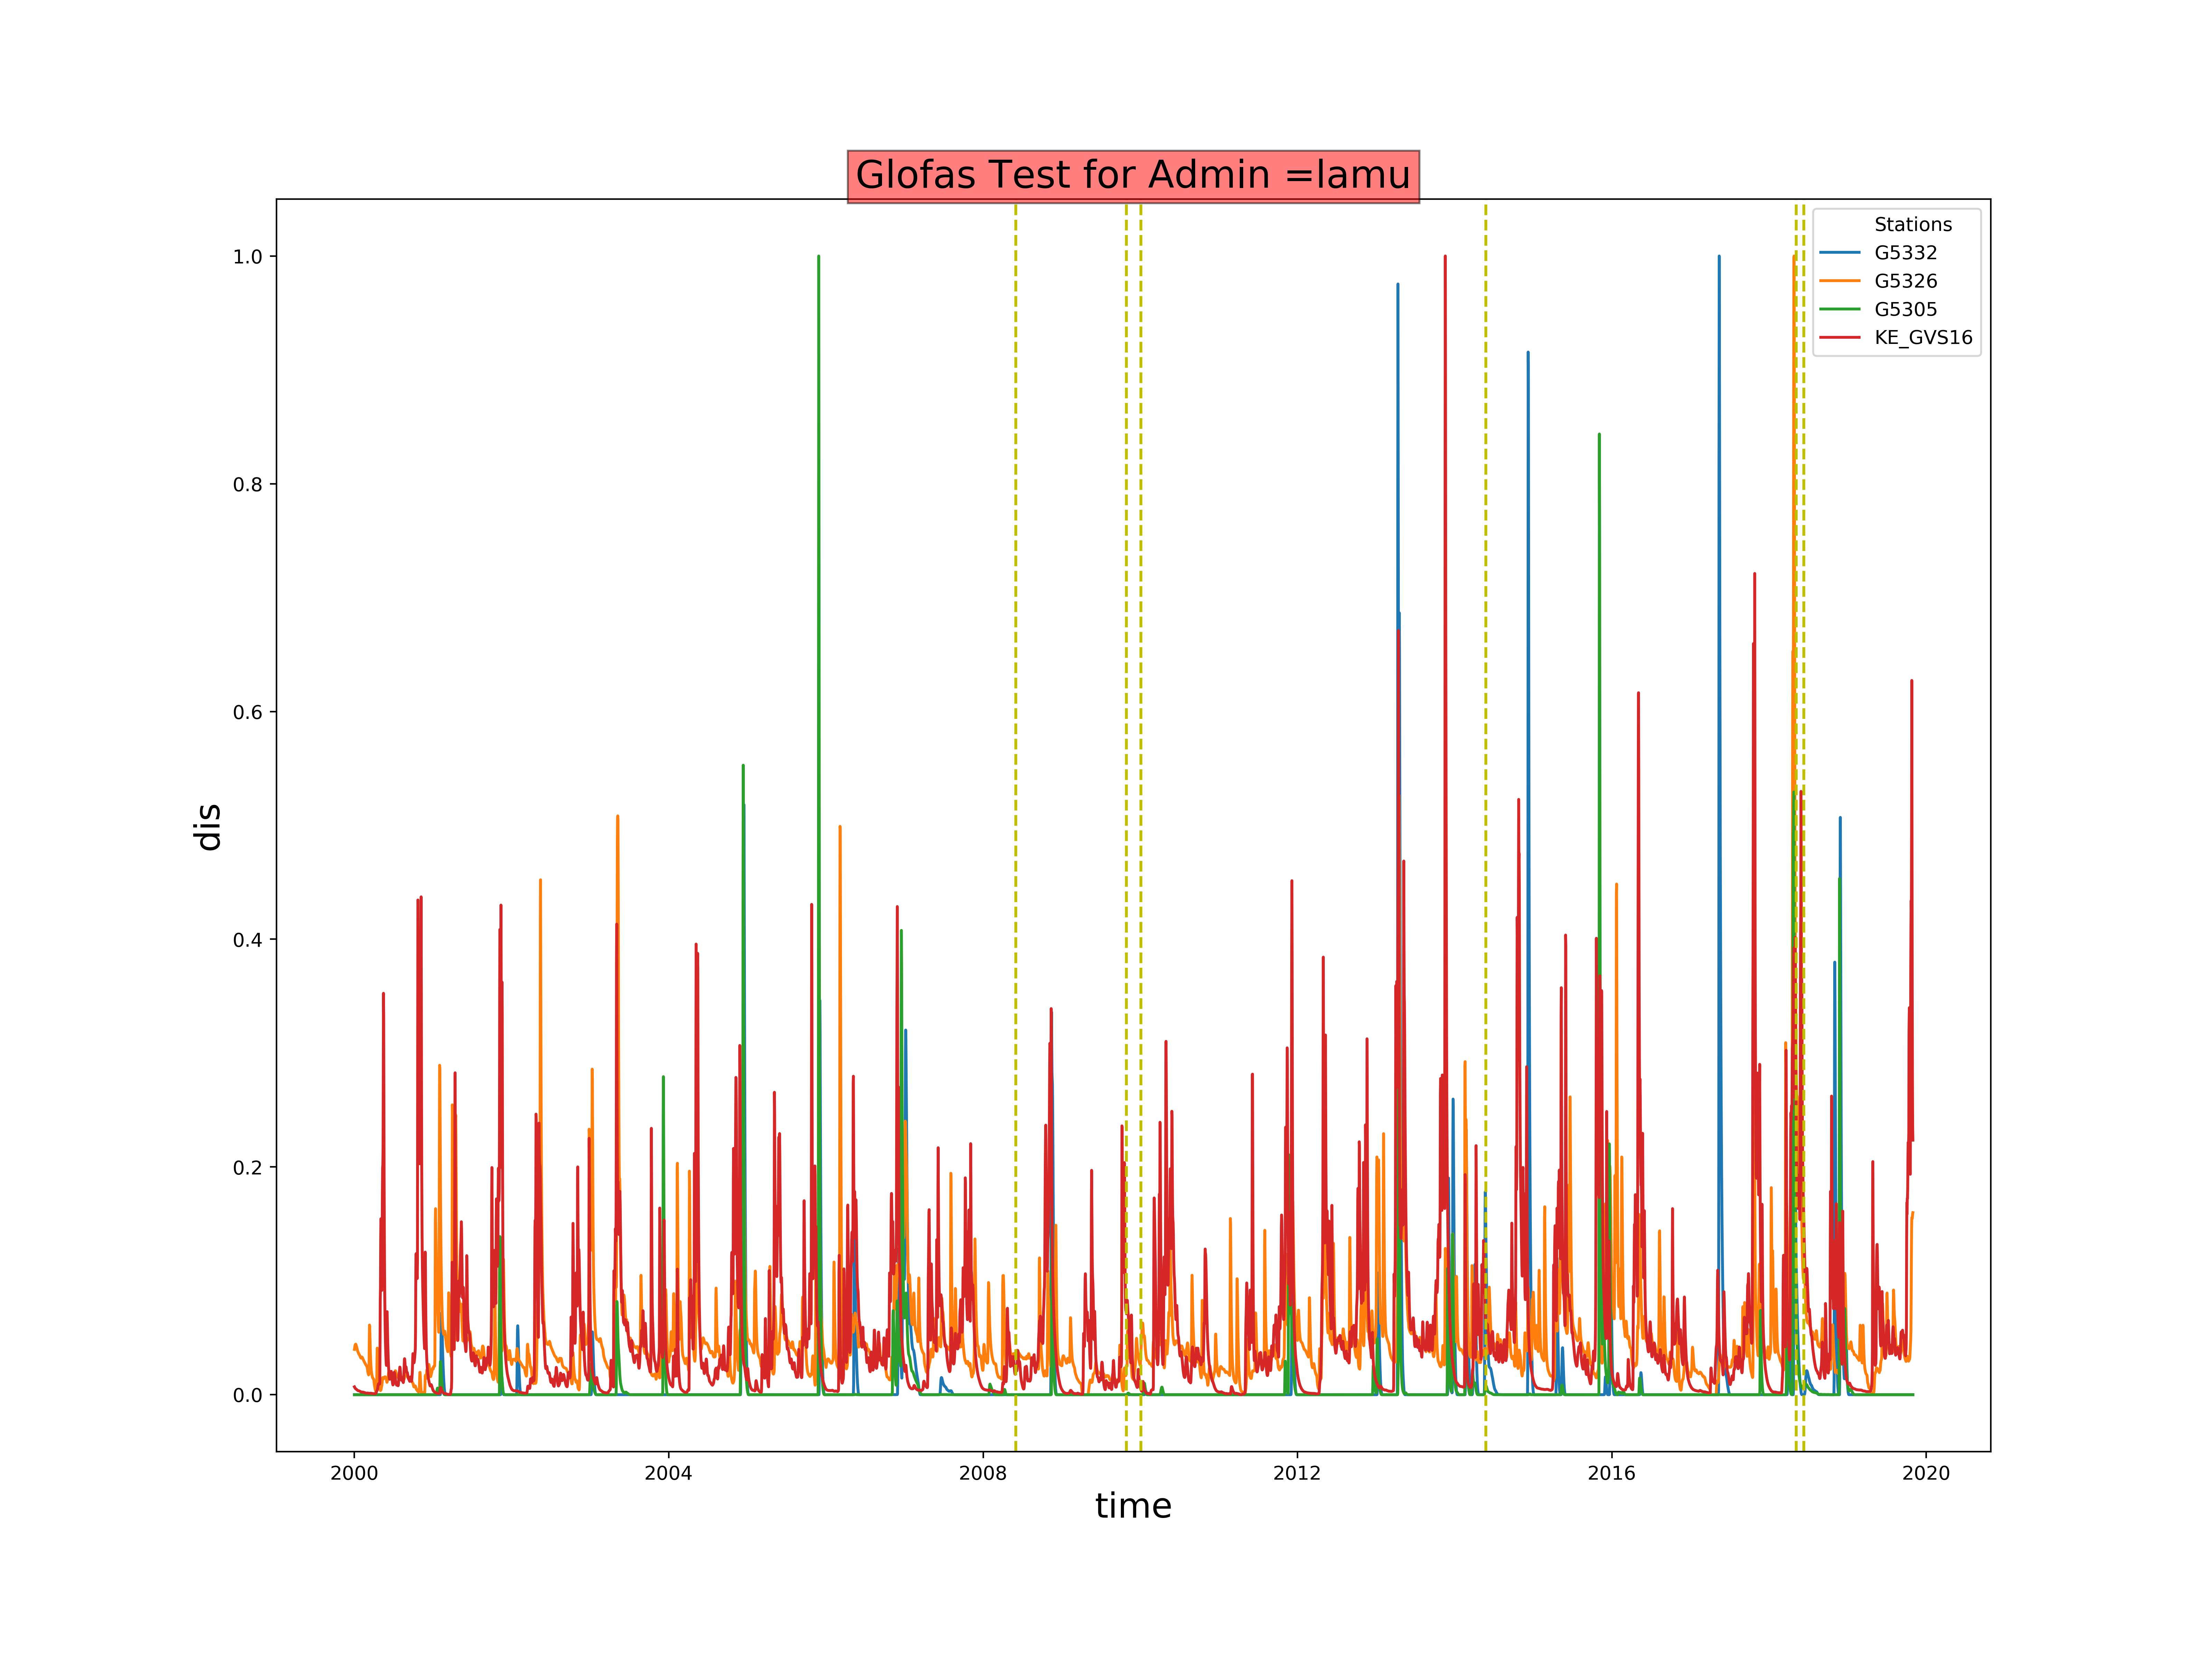 Glofas Test for Admin =lamu
Stations
G5332
G5326
G5305
KE_GVS16
1.0
0.8
0.6
0.4
0.2
0.0
dis
2000 2004 2008 2012 2016 2020
time